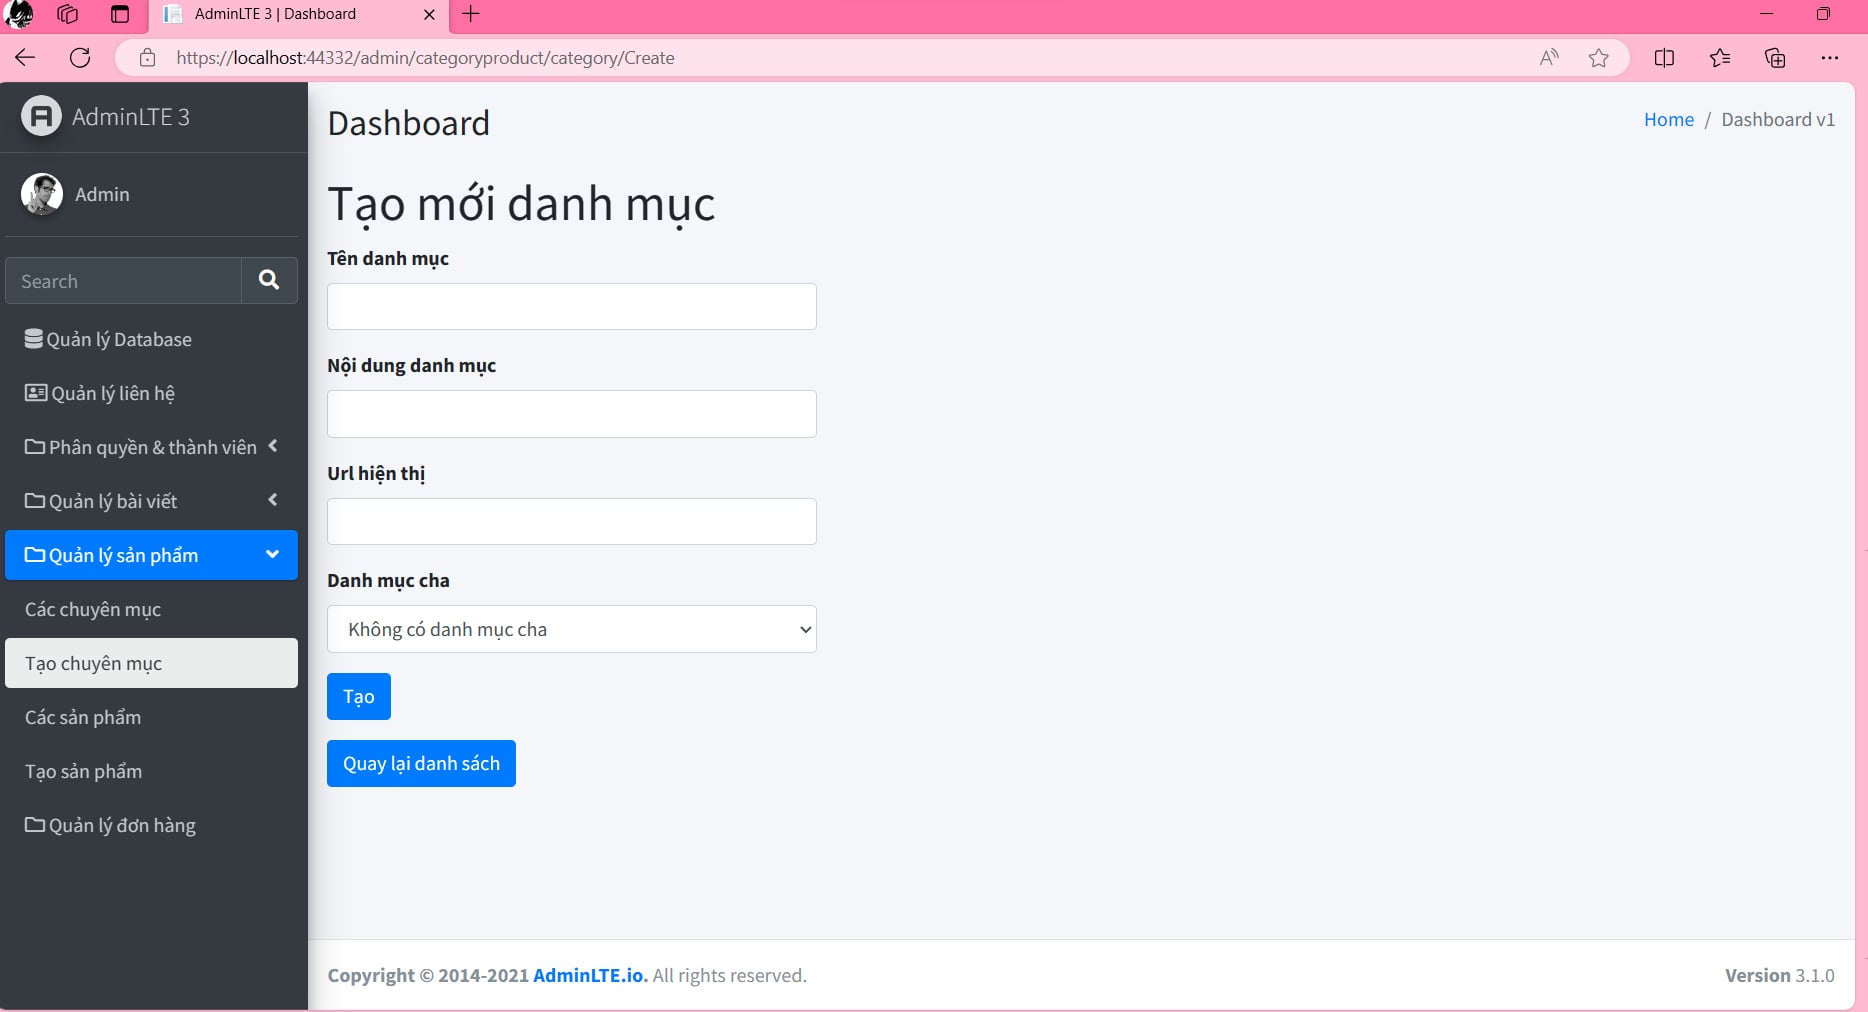 AdminLTE 3 | Dashboard
https://localhost:44332/admin/categoryproduct/category/Create
AdminLTE 3
Admin
Search
Quản lý Database
Quản lý liên hệ
Phân quyền & thành viên
Quản lý bài viết
Quản lý sản phẩm
Các chuyên mục
Tạo chuyên mục
Các sản phẩm
Tạo sản phẩm
Quản lý đơn hàng
Dashboard
Home / Dashboard v1
Tạo mới danh mục
Tên danh mục
Nội dung danh mục
Url hiện thị
Danh mục cha
Không có danh mục cha
Tạo
Quay lại danh sách
Copyright © 2014-2021 AdminLTE.io. All rights reserved.
Version 3.1.0